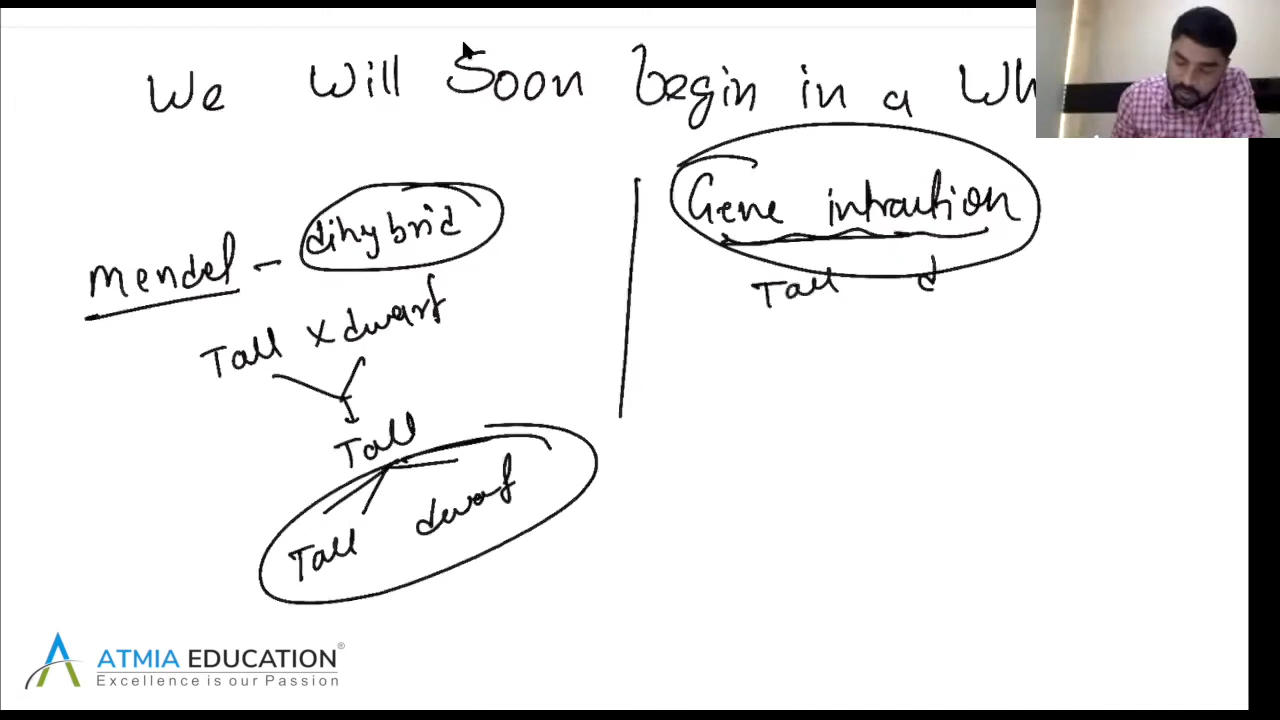 We Will Soon begin in a Wh
Mendel - dihybrid
Tall x dwarf
Tall
Tall dwarf
Gene intraction
Tall d
ATMIA EDUCATION®
Excellence is our Passion